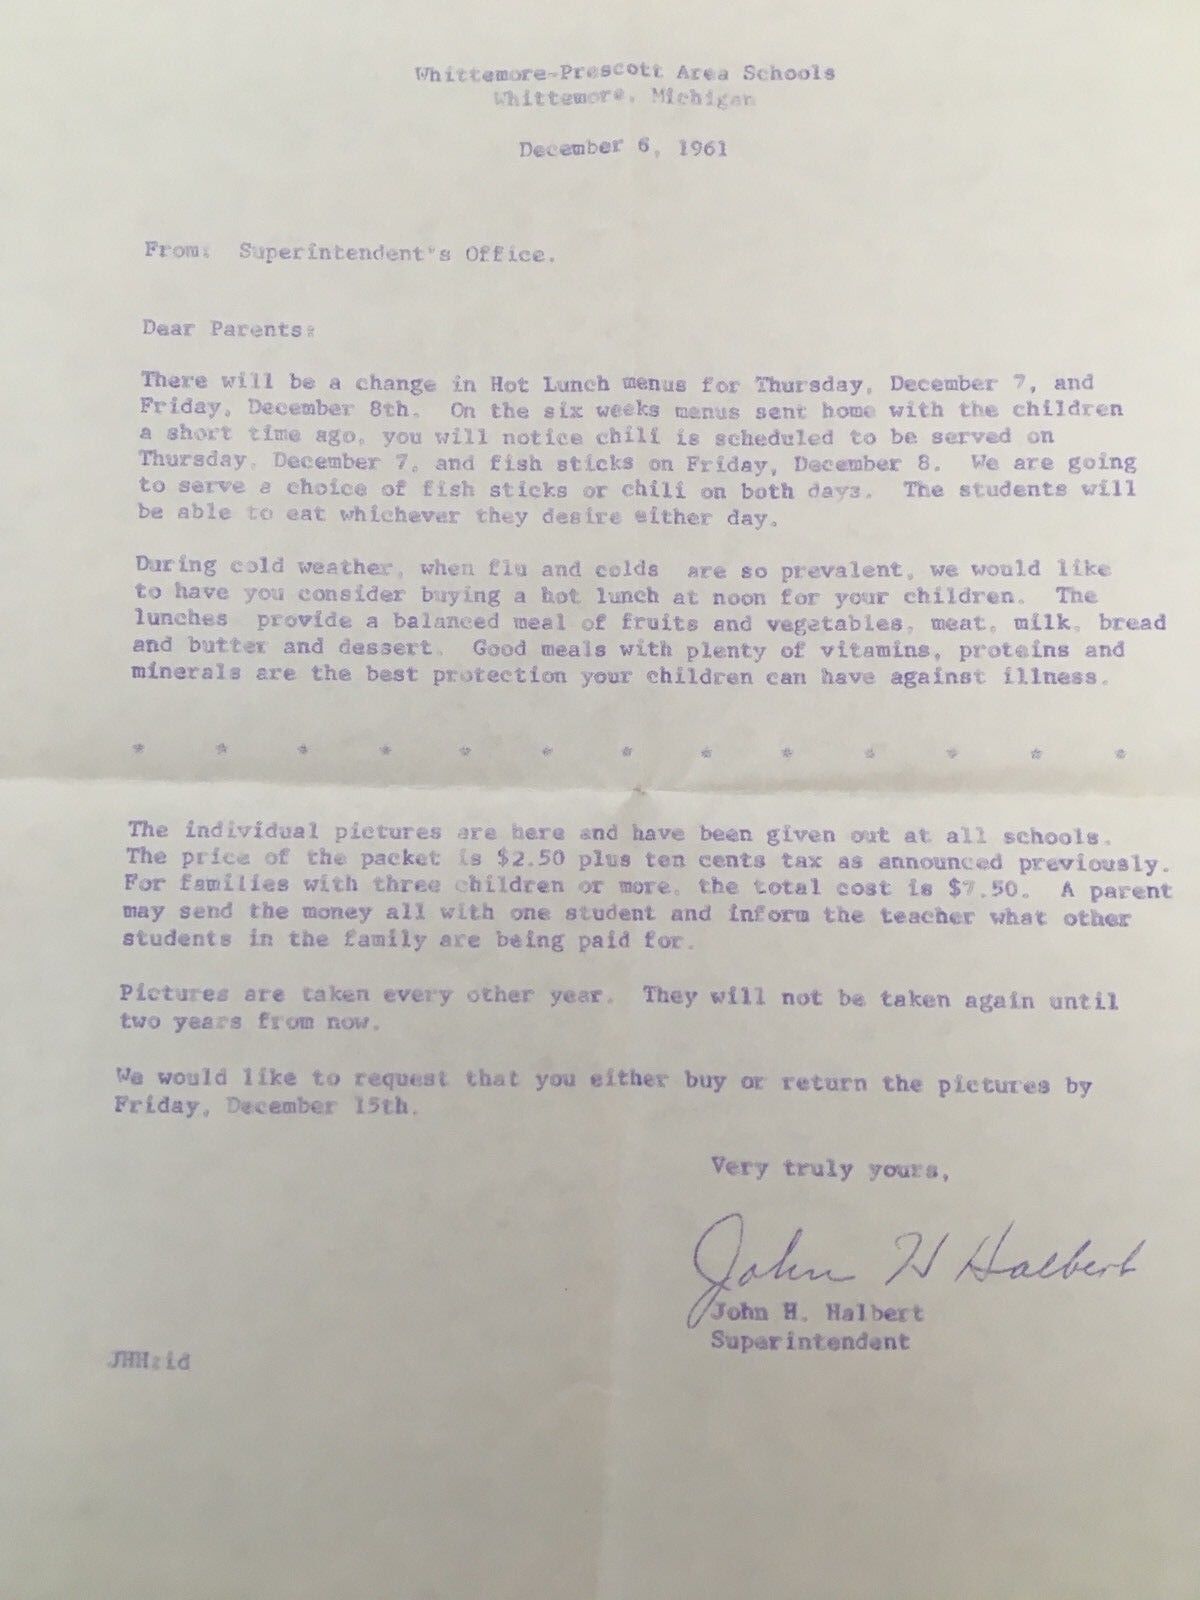 Whittemore-Prescott Area Schools
Whittemore, Michigan
December 6, 1961
From: Superintendent's Office.
Dear Parents:
There will be a change in Hot Lunch menus for Thursday, December 7, and
Friday, December 8th. On the six weeks menus sent home with the children
a short time ago, you will notice chili is scheduled to be served on
Thursday, December 7, and fish sticks on Friday, December 8. We are going
to serve a choice of fish sticks or chili on both days. The students will
be able to eat whichever they desire either day.
During cold weather, when flu and colds are so prevalent, we would like
to have you consider buying a hot lunch at noon for your children. The
lunches provide a balanced meal of fruits and vegetables, meat, milk, bread
and butter and dessert. Good meals with plenty of vitamins, proteins and
minerals are the best protection your children can have against illness.
* * * * * * * * * * * * *
The individual pictures are here and have been given out at all schools.
The price of the packet is $2.50 plus ten cents tax as announced previously.
For families with three children or more, the total cost is $7.50. A parent
may send the money all with one student and inform the teacher what other
students in the family are being paid for.
Pictures are taken every other year. They will not be taken again until
two years from now.
We would like to request that you either buy or return the pictures by
Friday, December 15th.
Very truly yours,
John H Halbert
John H. Halbert
Superintendent
JHH:id